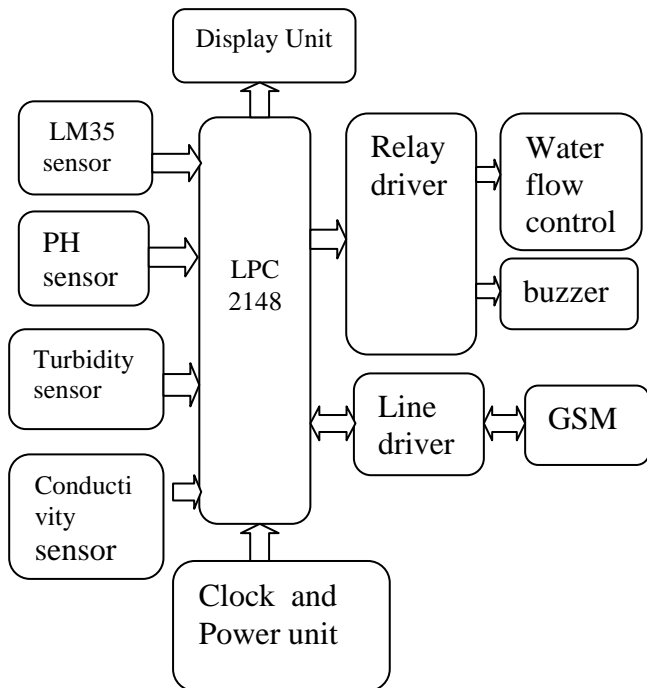 Display Unit
LM35
sensor
PH
sensor
Turbidity
sensor
Conducti
vity
sensor
LPC
2148
Relay
driver
Water
flow
control
buzzer
Line
driver
GSM
Clock and
Power unit